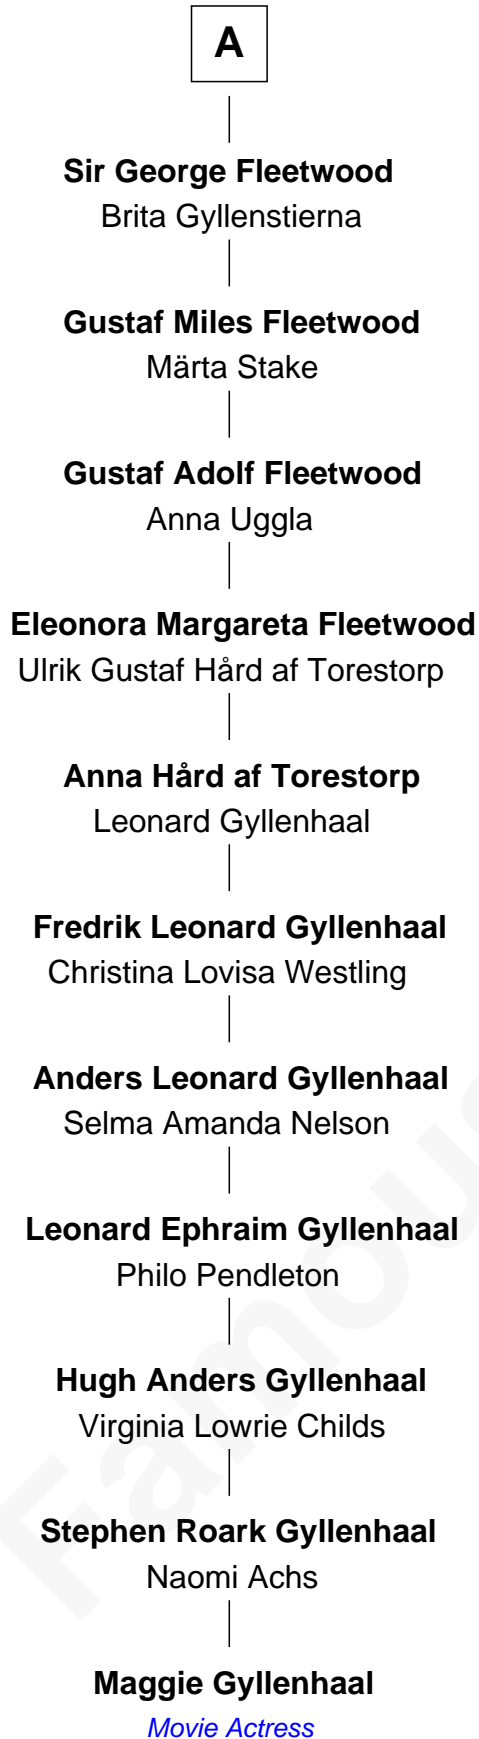 A
Sir George Fleetwood
Brita Gyllenstierna
Gustaf Miles Fleetwood
Märta Stake
Gustaf Adolf Fleetwood
Anna Uggla
Eleonora Margareta Fleetwood
Ulrik Gustaf Hård af Torestorp
Anna Hård af Torestorp
Leonard Gyllenhaal
Fredrik Leonard Gyllenhaal
Christina Lovisa Westling
Anders Leonard Gyllenhaal
Selma Amanda Nelson
Leonard Ephraim Gyllenhaal
Philo Pendleton
Hugh Anders Gyllenhaal
Virginia Lowrie Childs
Stephen Roark Gyllenhaal
Naomi Achs
Maggie Gyllenhaal
Movie Actress
Famous